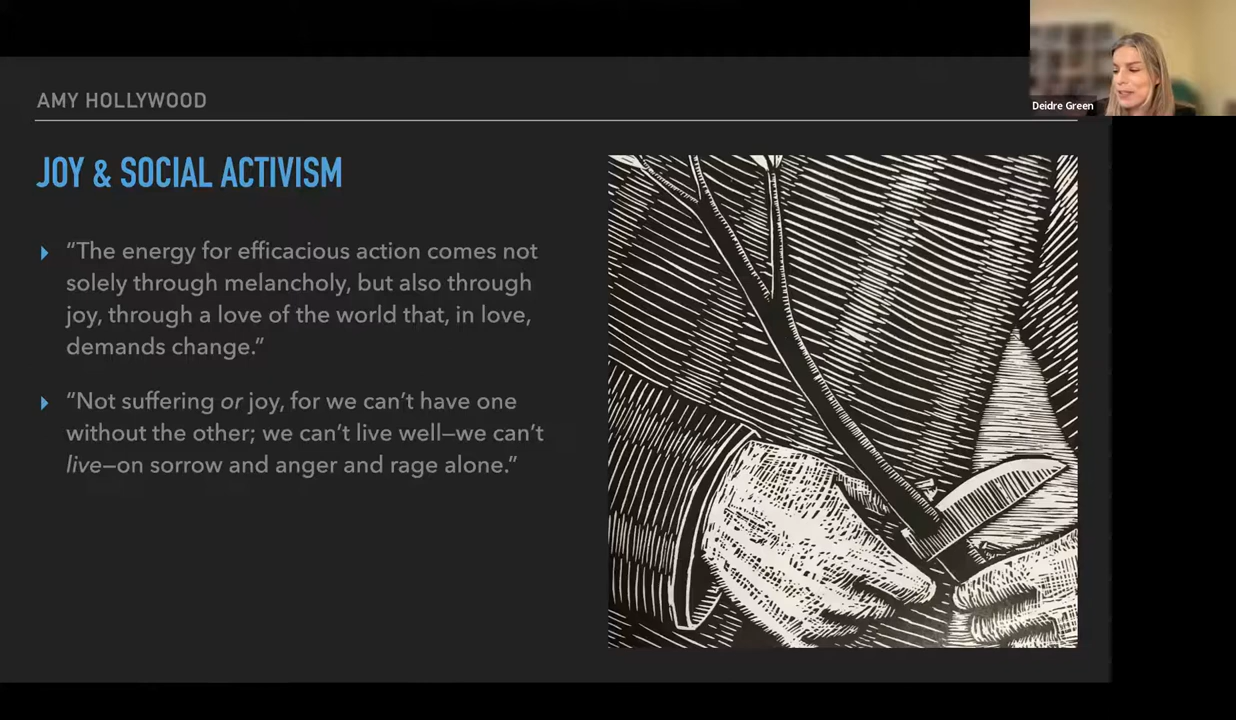 AMY HOLLYWOOD
Deidre Green
JOY & SOCIAL ACTIVISM
“The energy for efficacious action comes not
solely through melancholy, but also through
joy, through a love of the world that, in love,
demands change.”
“Not suffering or joy, for we can’t have one
without the other; we can’t live well—we can’t
live—on sorrow and anger and rage alone.”